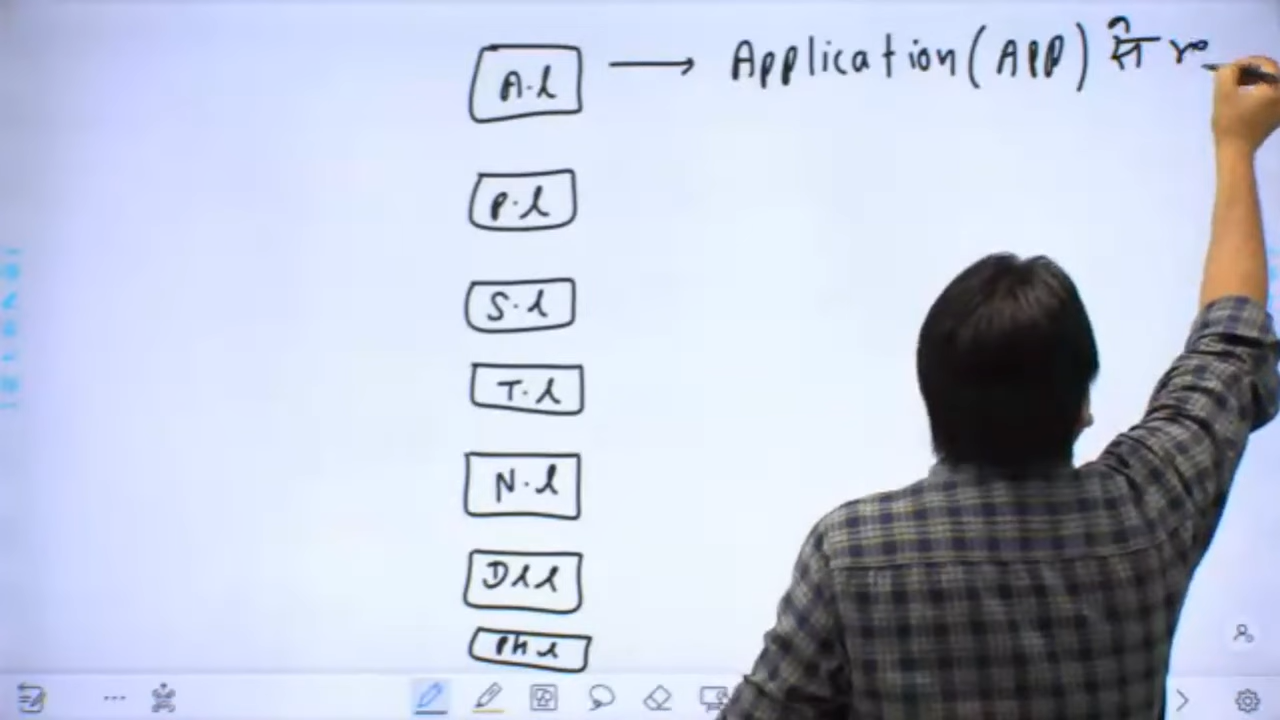 A.l → Application (APP) से
P.l
S.l
T.l
N.l
Dll
PH l